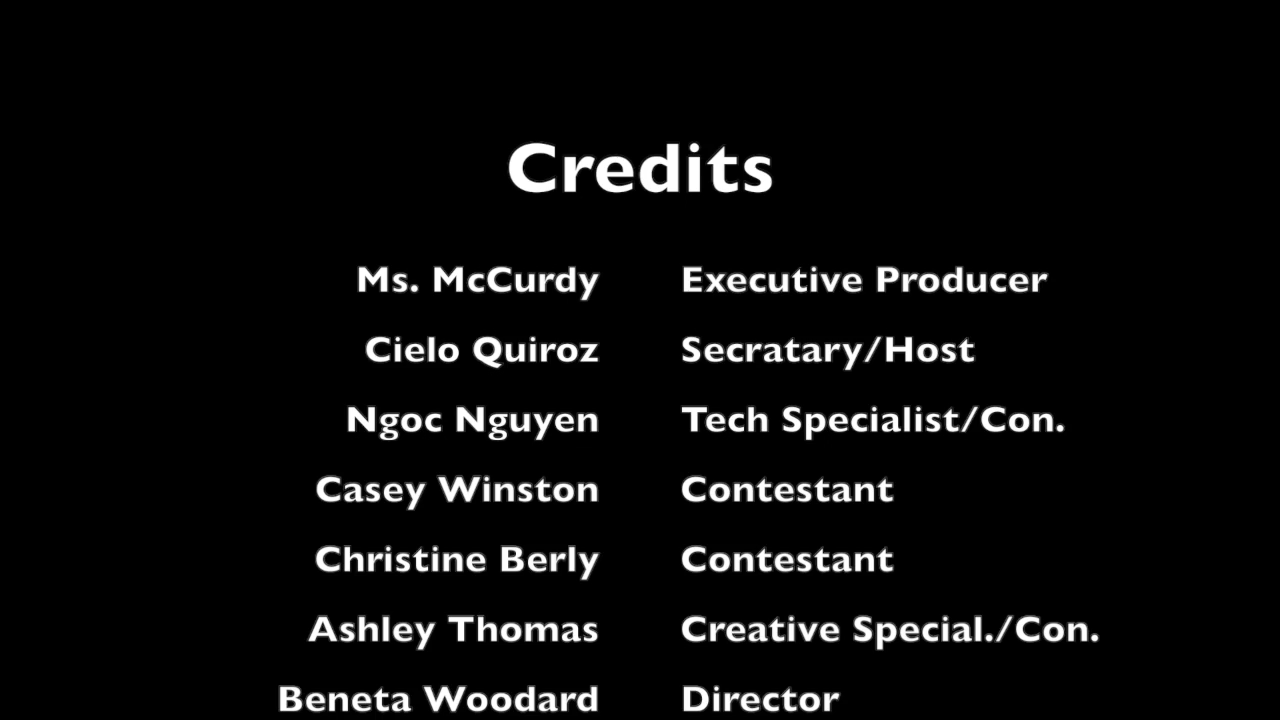 Credits
Ms. McCurdy Executive Producer
Cielo Quiroz Secratary/Host
Ngoc Nguyen Tech Specialist/Con.
Casey Winston Contestant
Christine Berly Contestant
Ashley Thomas Creative Special./Con.
Beneta Woodard Director